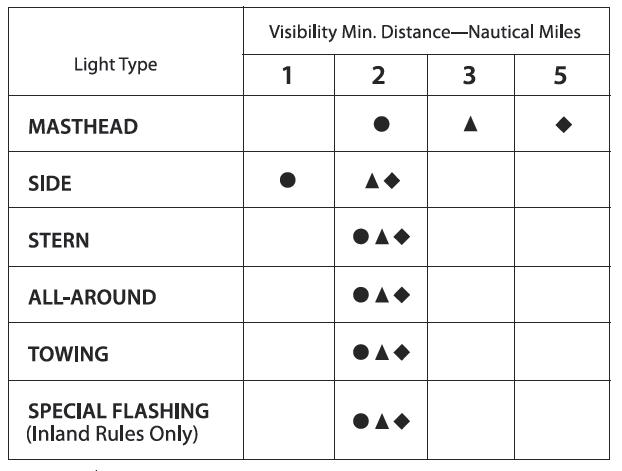 Visibility Min. Distance—Nautical Miles
Light Type
1 2 3 5
MASTHEAD ● ▲ ◆
SIDE ● ▲◆
STERN ●▲◆
ALL-AROUND ●▲◆
TOWING ●▲◆
SPECIAL FLASHING
(Inland Rules Only) ●▲◆